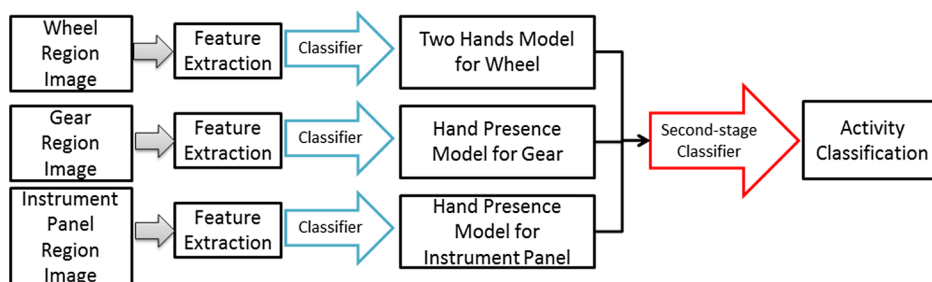 Wheel
Region
Image
Feature
Extraction
Classifier
Two Hands Model
for Wheel
Gear
Region
Image
Feature
Extraction
Classifier
Hand Presence
Model for Gear
Instrument
Panel
Region
Image
Feature
Extraction
Classifier
Hand Presence
Model for
Instrument Panel
Second-stage
Classifier
Activity
Classification